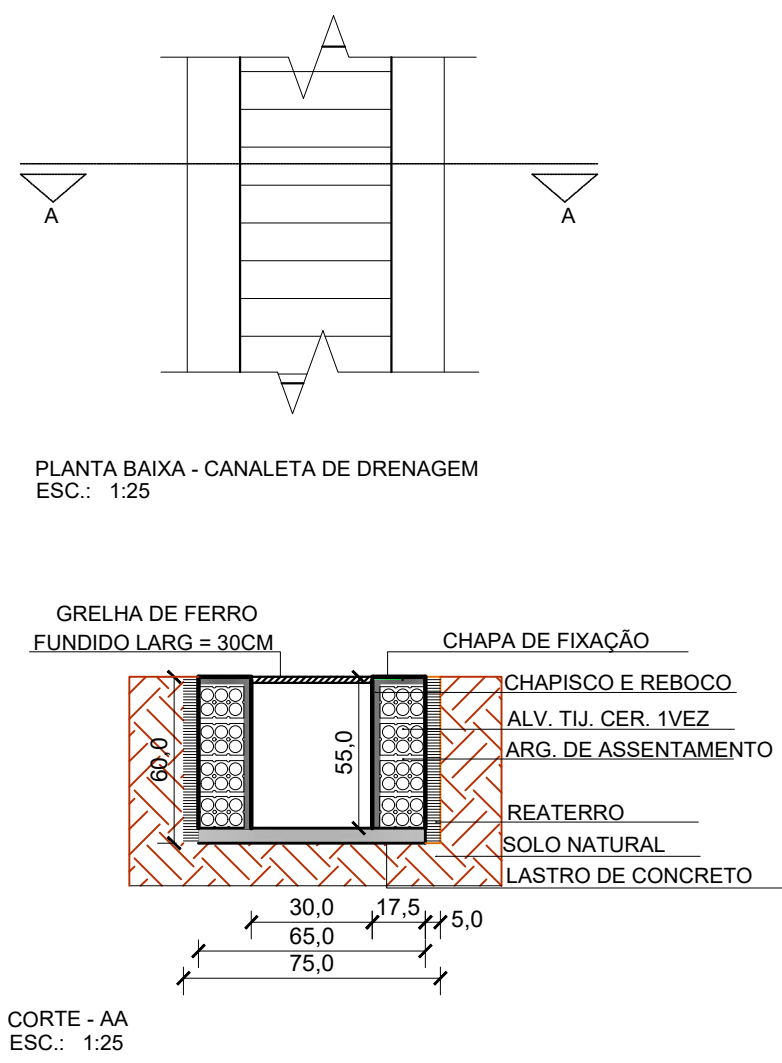 A
A
PLANTA BAIXA - CANALETA DE DRENAGEM
ESC.: 1:25
GRELHA DE FERRO
FUNDIDO LARG = 30CM
CHAPA DE FIXAÇÃO
CHAPISCO E REBOCO
ALV. TIJ. CER. 1VEZ
ARG. DE ASSENTAMENTO
60,0
55,0
REATERRO
SOLO NATURAL
LASTRO DE CONCRETO
30,0
17,5
5,0
65,0
75,0
CORTE - AA
ESC.: 1:25